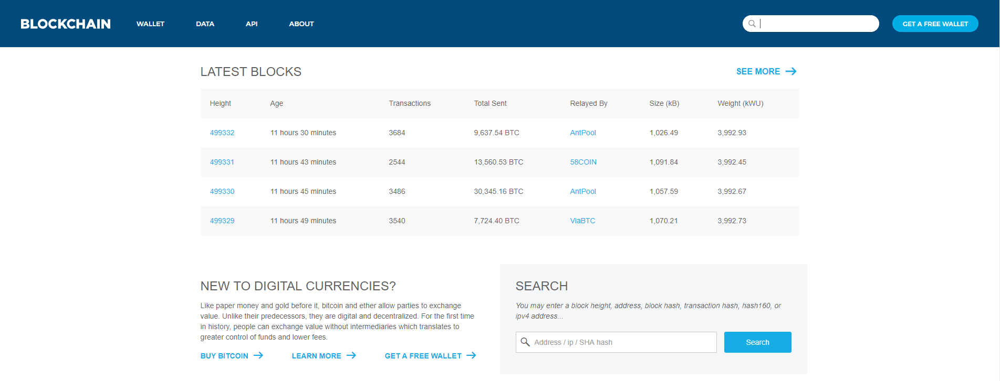 BLOCKCHAIN WALLET DATA API ABOUT GET A FREE WALLET
LATEST BLOCKS SEE MORE
Height Age Transactions Total Sent Relayed By Size (kB) Weight (kWU)
499332 11 hours 30 minutes 3684 9,637.54 BTC AntPool 1,026.49 3,992.93
499331 11 hours 43 minutes 2544 13,560.53 BTC 58COIN 1,091.84 3,992.45
499330 11 hours 45 minutes 3486 30,345.16 BTC AntPool 1,057.59 3,992.67
499329 11 hours 49 minutes 3540 7,724.40 BTC ViaBTC 1,070.21 3,992.73
NEW TO DIGITAL CURRENCIES?
Like paper money and gold before it, bitcoin and ether allow parties to exchange
value. Unlike their predecessors, they are digital and decentralized. For the first time
in history, people can exchange value without intermediaries which translates to
greater control of funds and lower fees.
BUY BITCOIN LEARN MORE GET A FREE WALLET
SEARCH
You may enter a block height, address, block hash, transaction hash, hash160, or
ipv4 address...
Address / ip / SHA hash Search